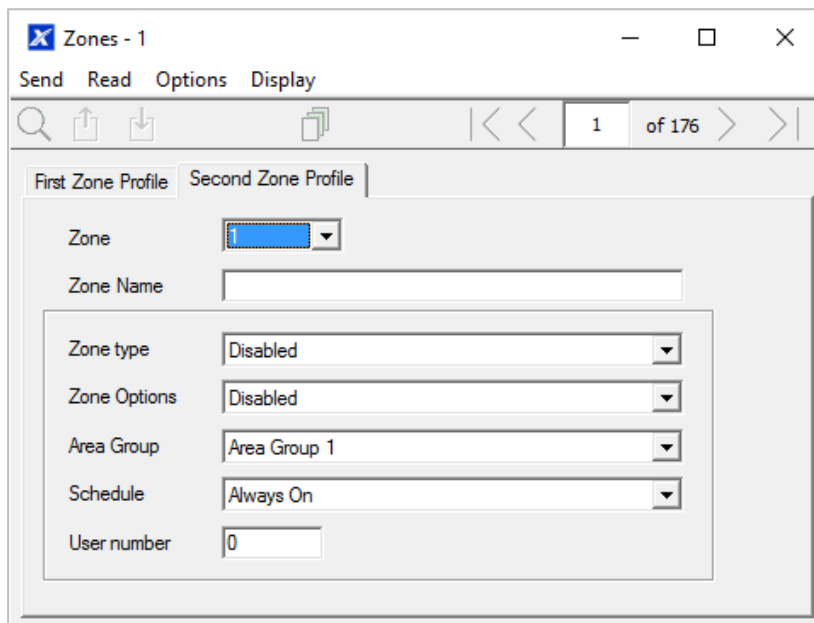 Zones - 1
Send Read Options Display
1 of 176
First Zone Profile Second Zone Profile
Zone 1
Zone Name
Zone type Disabled
Zone Options Disabled
Area Group Area Group 1
Schedule Always On
User number 0